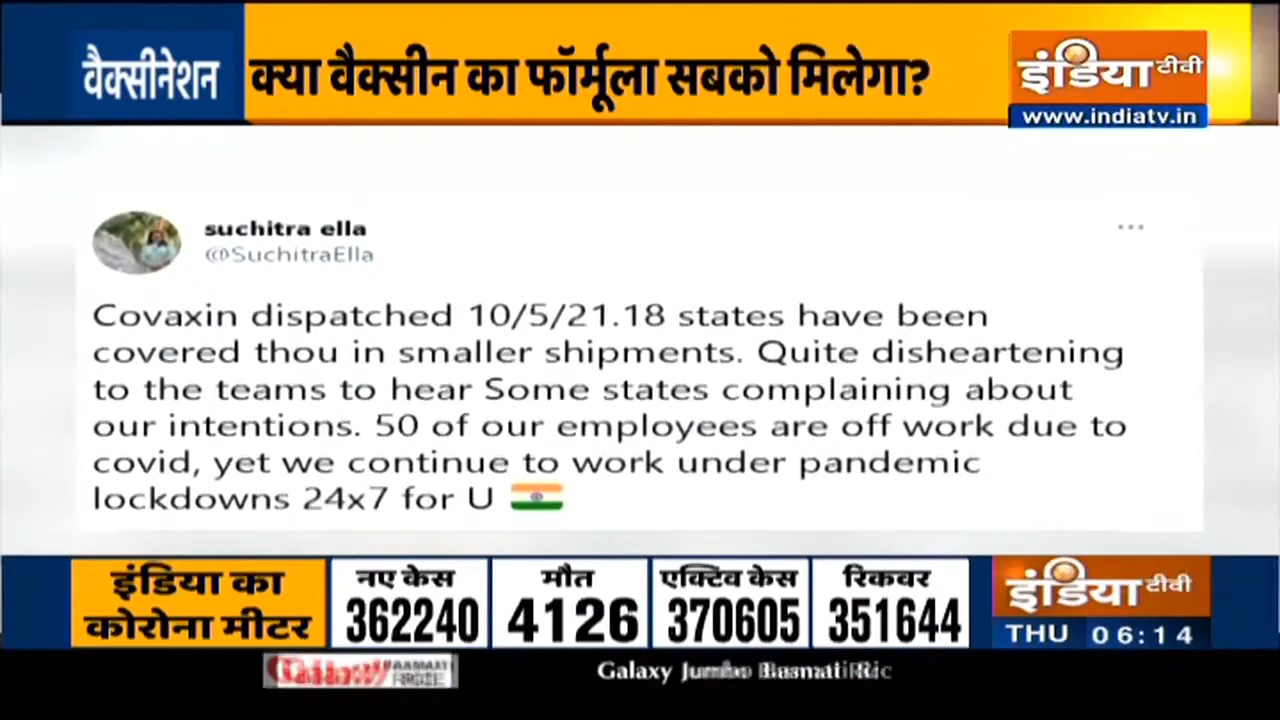 वैक्सीनेशन
क्या वैक्सीन का फॉर्मूला सबको मिलेगा?
इंडिया टीवी
www.indiatv.in
suchitra ella
@SuchitraElla
Covaxin dispatched 10/5/21.18 states have been
covered thou in smaller shipments. Quite disheartening
to the teams to hear Some states complaining about
our intentions. 50 of our employees are off work due to
covid, yet we continue to work under pandemic
lockdowns 24x7 for U
इंडिया का
कोरोना मीटर
नए केस
362240
मौत
4126
एक्टिव केस
370605
रिकवर
351644
इंडिया टीवी
THU 06:14
Galaxy Jumbo Basmati